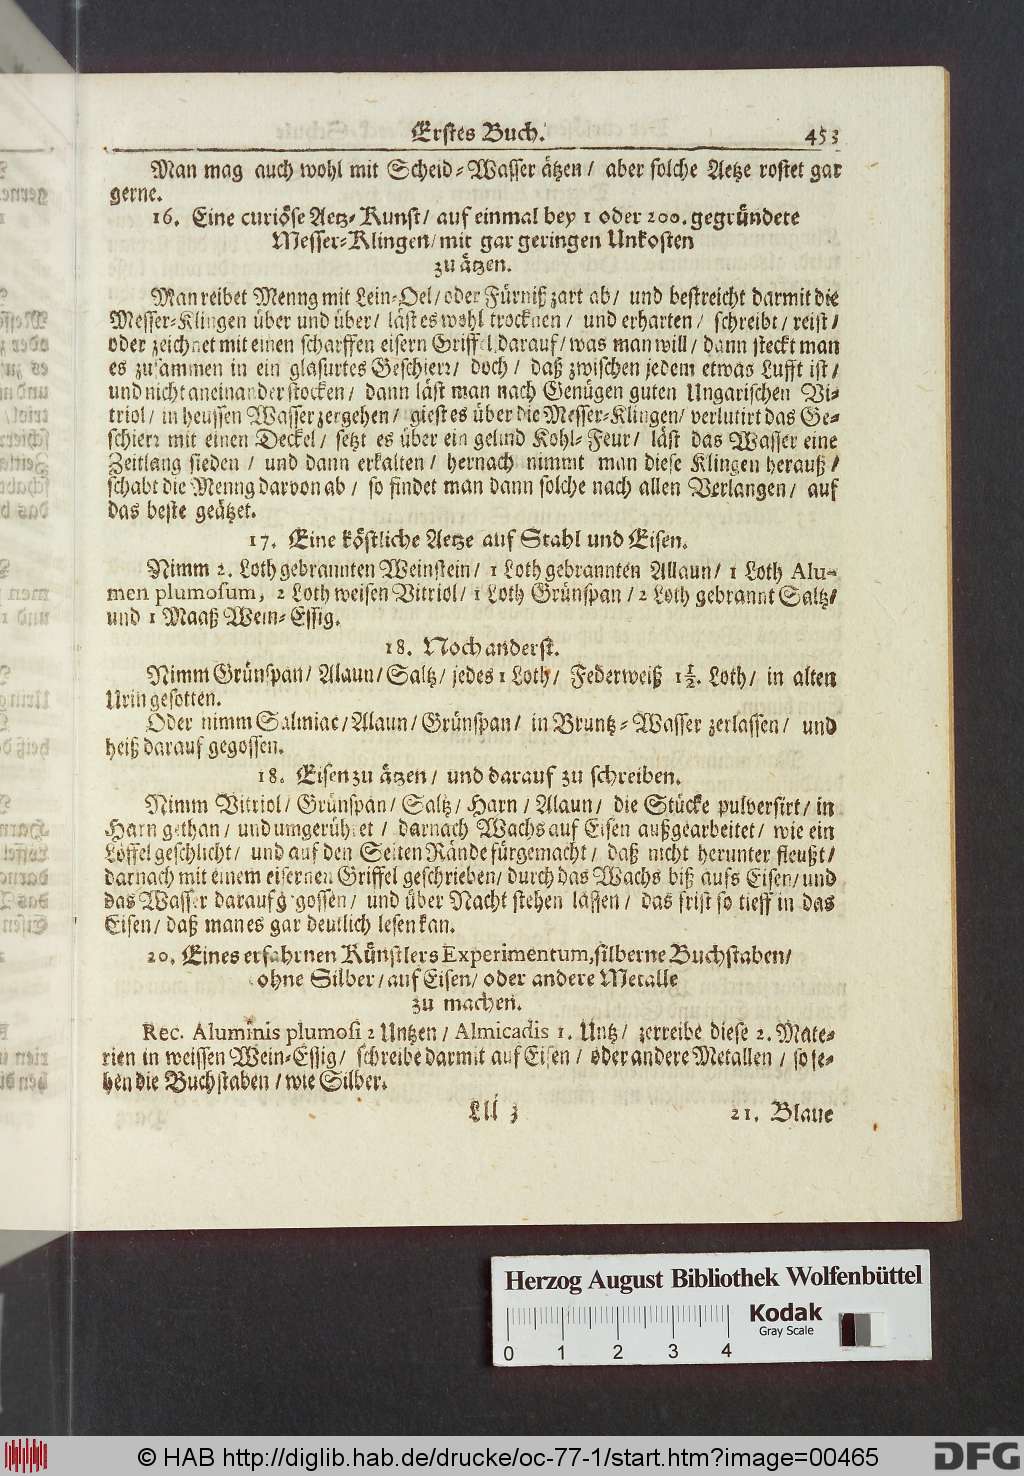 Erstes Buch. 453
Man mag auch wohl mit Scheid-Wasser ätzen / aber solche Aetze rostet gar
gerne.
16. Eine curiöse Aetz-Kunst / auf einmal bey 1 oder 200. gegründete
Messer-Klingen / mit gar geringen Unkosten
zu ätzen.
Man reibet Menng mit Lein-Oel / oder Fürniß zart ab / und bestreicht darmit die
Messer-Klingen über und über / läst es wohl trocknen / und erharten / schreibt / reist /
oder zeichnet mit einen scharffen eisern Griffel darauf / was man will / dann steckt man
es zusammen in ein glasurtes Geschierr / doch / daß zwischen jedem etwas Lufft ist /
und nicht aneinander stocken / dann läst man nach Genügen guten Ungarischen Vi-
triol / in heussen Wasser zergehen / giest es über die Messer-Klingen / verlutirt das Ge-
schierr mit einen Deckel / setzt es über ein gelind Kohl-Feur / läst das Wasser eine
Zeitlang sieden / und dann erkalten / hernach nimmt man diese Klingen herauß /
schabt die Menng darvon ab / so findet man dann solche nach allen Verlangen / auf
das beste geätzet.
17. Eine köstliche Aetze auf Stahl und Eisen.
Nimm 2. Loth gebrannten Weinstein / 1 Loth gebrannten Allaun / 1 Loth Alu-
men plumosum, 2 Loth weisen Vitriol / 1 Loth Grünspan / 2 Loth gebrannt Saltz /
und 1 Maaß Wein-Essig.
18. Noch anderst.
Nimm Grünspan / Alaun / Saltz / jedes 1 Loth / Federweiß 1 1/2. Loth / in alten
Urin gesotten.
Oder nimm Salmiac / Alaun / Grünspan / in Bruntz-Wasser zerlassen / und
heiß darauf gegossen.
18. Eisen zu ätzen / und darauf zu schreiben.
Nimm Vitriol / Grünspan / Saltz / Harn / Alaun / die Stücke pulversirt / in
Harn gethan / und umgerühret / darnach Wachs auf Eisen außgearbeitet / wie ein
Löffel geschlicht / und auf den Seiten Rände fürgemacht / daß nicht herunter fleußt /
darnach mit einem eisernen Griffel geschrieben / durch das Wachs biß aufs Eisen / und
das Wasser darauf gegossen / und über Nacht stehen lassen / das frist so tieff in das
Eisen / daß man es gar deutlich lesen kan.
20. Eines erfahrnen Künstlers Experimentum, silberne Buchstaben /
ohne Silber / auf Eisen / oder andere Metalle
zu machen.
Rec. Aluminis plumosi 2 Untzen / Almicadis 1. Untz / zerreibe diese 2. Mate-
rien in weissen Wein-Essig / schreibe darmit auf Eisen / oder andere Metallen / so se-
hen die Buchstaben / wie Silber.
Lll 3 21. Blaue
Herzog August Bibliothek Wolfenbüttel
Kodak
Gray Scale
0 1 2 3 4
© HAB http://diglib.hab.de/drucke/oc-77-1/start.htm?image=00465
DFG